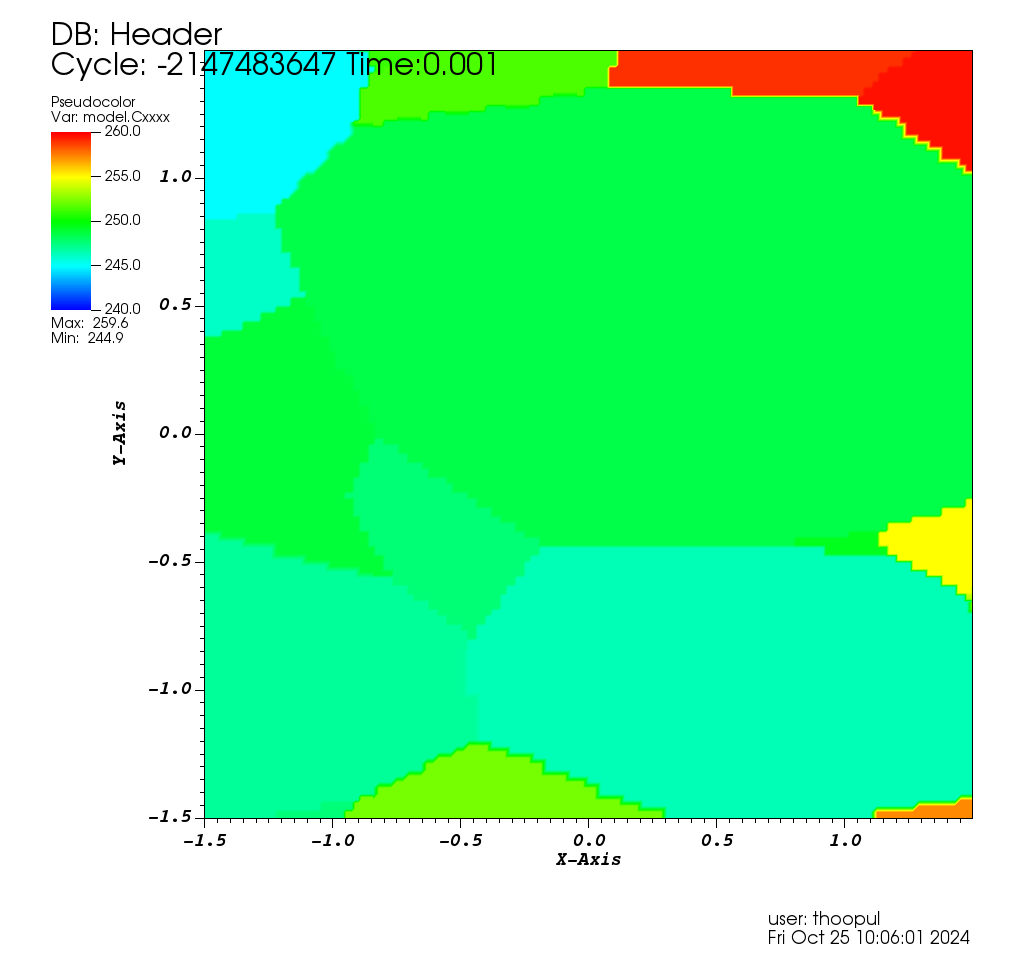 DB: Header
Cycle: -2147483647 Time:0.001
Pseudocolor
Var: model.Cxxxx
260.0
255.0
250.0
245.0
240.0
Max: 259.6
Min: 244.9
1.0
0.5
0.0
-0.5
-1.0
-1.5
Y-Axis
-1.5 -1.0 -0.5 0.0 0.5 1.0
X-Axis
user: thoopul
Fri Oct 25 10:06:01 2024